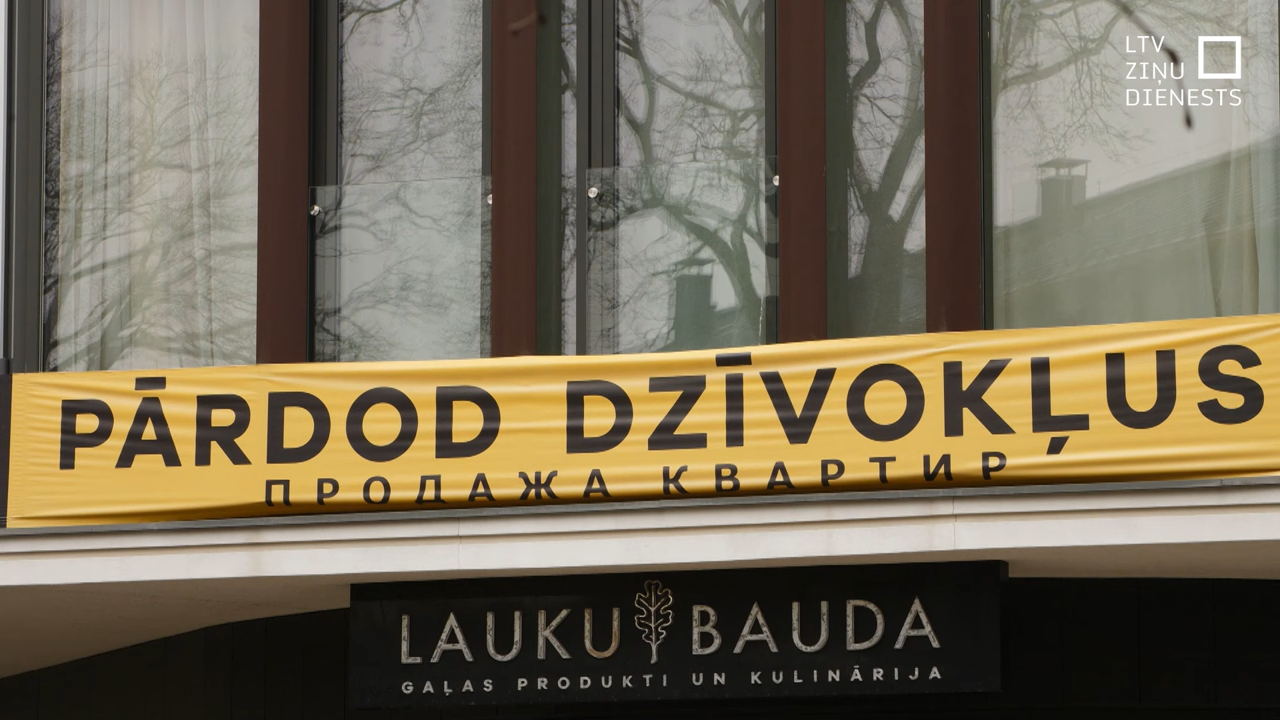 LTV
ZIŅU
DIENESTS
PĀRDOD DZĪVOKĻUS
ПРОДАЖА КВАРТИР
LAUKU BAUDA
GAĻAS PRODUKTI UN KULINĀRIJA